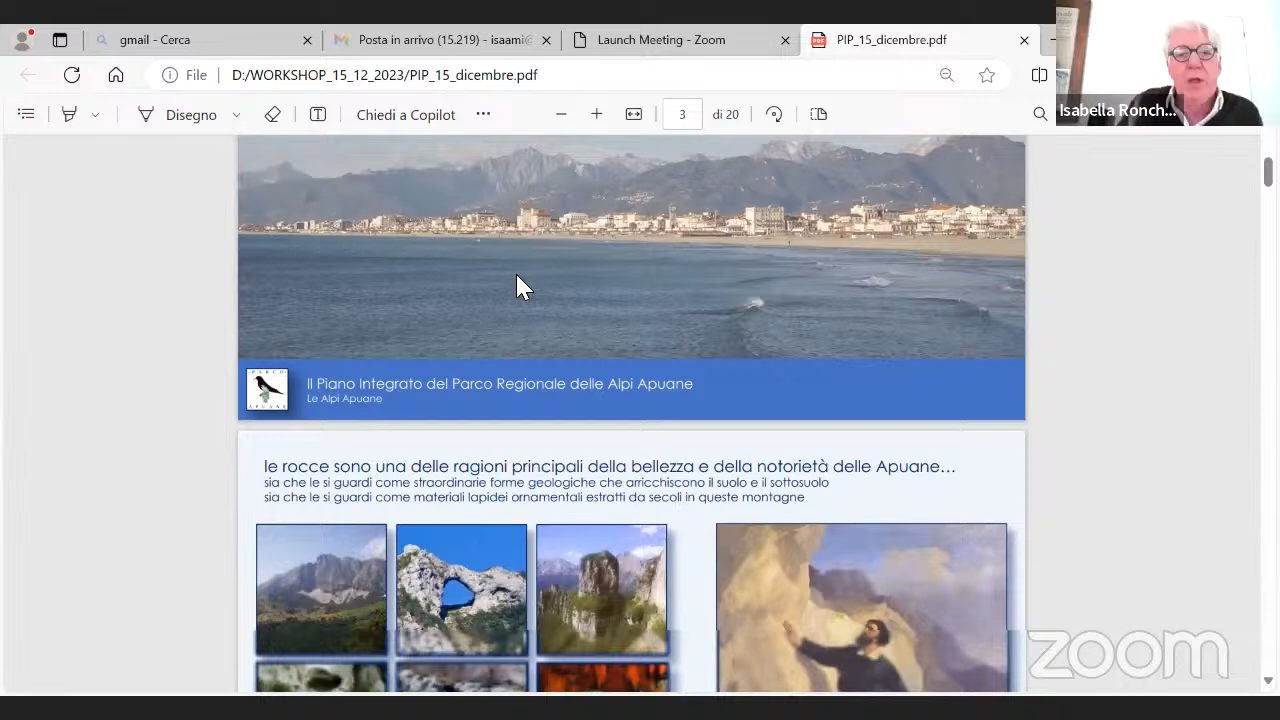 gmail - Cerca
Posta in arrivo (15.219) - isaami@
Launch Meeting - Zoom
PIP_15_dicembre.pdf
File
D:/WORKSHOP_15_12_2023/PIP_15_dicembre.pdf
Disegno
Chiedi a Copilot
3
di 20
Isabella Ronch...
PARCO
APUANE
Il Piano Integrato del Parco Regionale delle Alpi Apuane
Le Alpi Apuane
le rocce sono una delle ragioni principali della bellezza e della notorietà delle Apuane...
sia che le si guardi come straordinarie forme geologiche che arricchiscono il suolo e il sottosuolo
sia che le si guardi come materiali lapidei ornamentali estratti da secoli in queste montagne
zoom